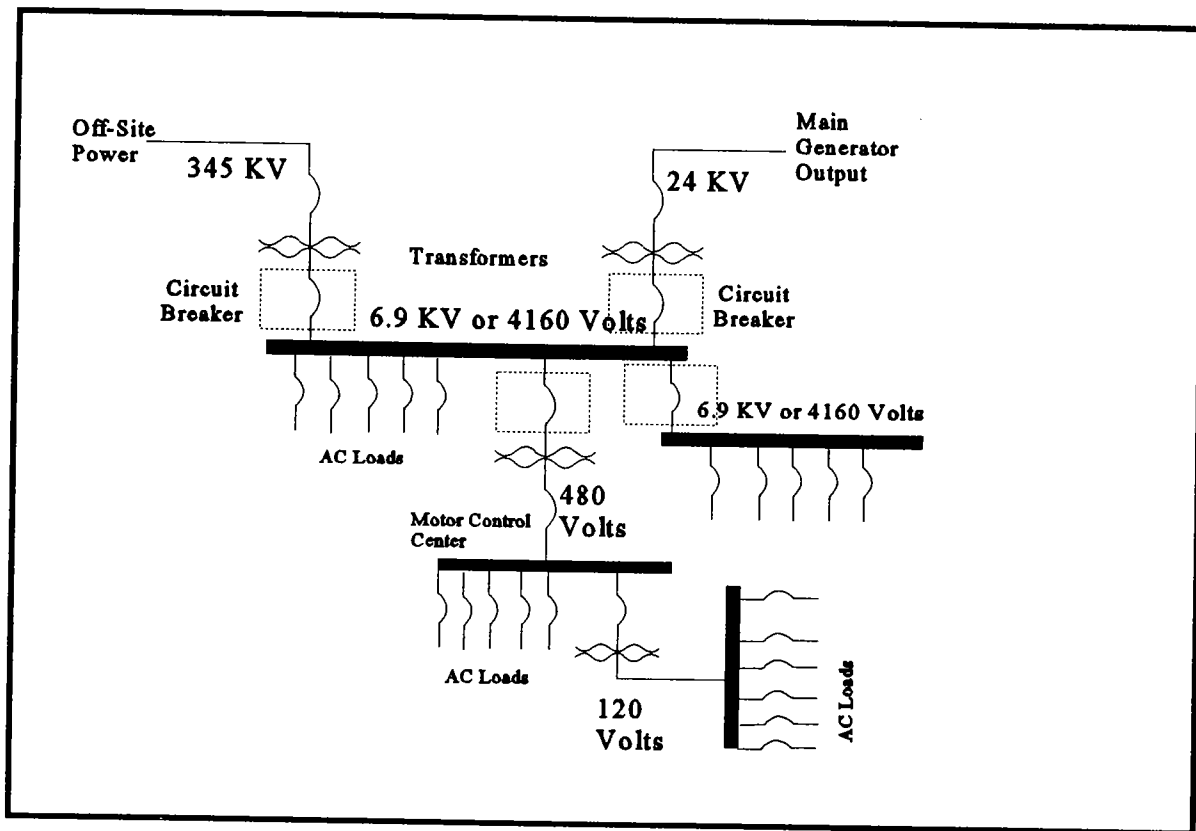 Off-Site
Power
345 KV
Main
Generator
Output
24 KV
Transformers
Circuit
Breaker
Circuit
Breaker
6.9 KV or 4160 Volts
6.9 KV or 4160 Volts
AC Loads
480
Volts
Motor Control
Center
AC Loads
120
Volts
AC Loads